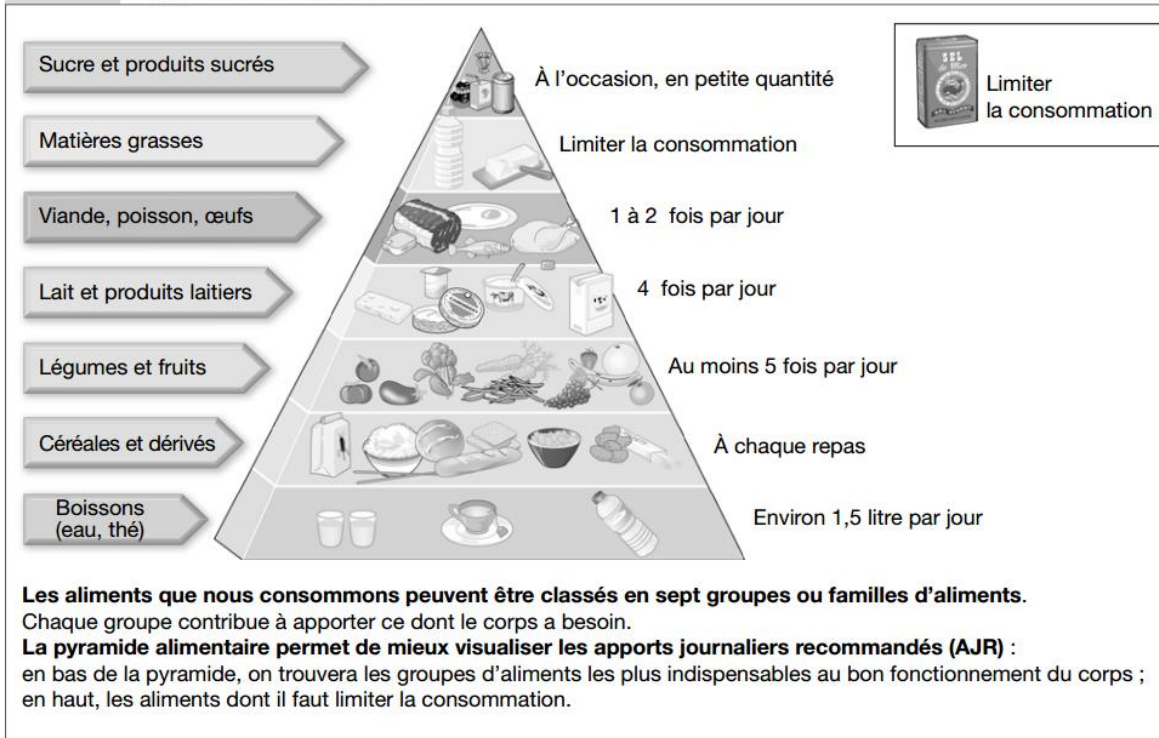 Sucre et produits sucrés
À l'occasion, en petite quantité
SEL
de Mer
Limiter
la consommation
Matières grasses
Limiter la consommation
Viande, poisson, œufs
1 à 2 fois par jour
Lait et produits laitiers
4 fois par jour
Légumes et fruits
Au moins 5 fois par jour
Céréales et dérivés
À chaque repas
Boissons
(eau, thé)
Environ 1,5 litre par jour
Les aliments que nous consommons peuvent être classés en sept groupes ou familles d'aliments.
Chaque groupe contribue à apporter ce dont le corps a besoin.
La pyramide alimentaire permet de mieux visualiser les apports journaliers recommandés (AJR) :
en bas de la pyramide, on trouvera les groupes d'aliments les plus indispensables au bon fonctionnement du corps ;
en haut, les aliments dont il faut limiter la consommation.